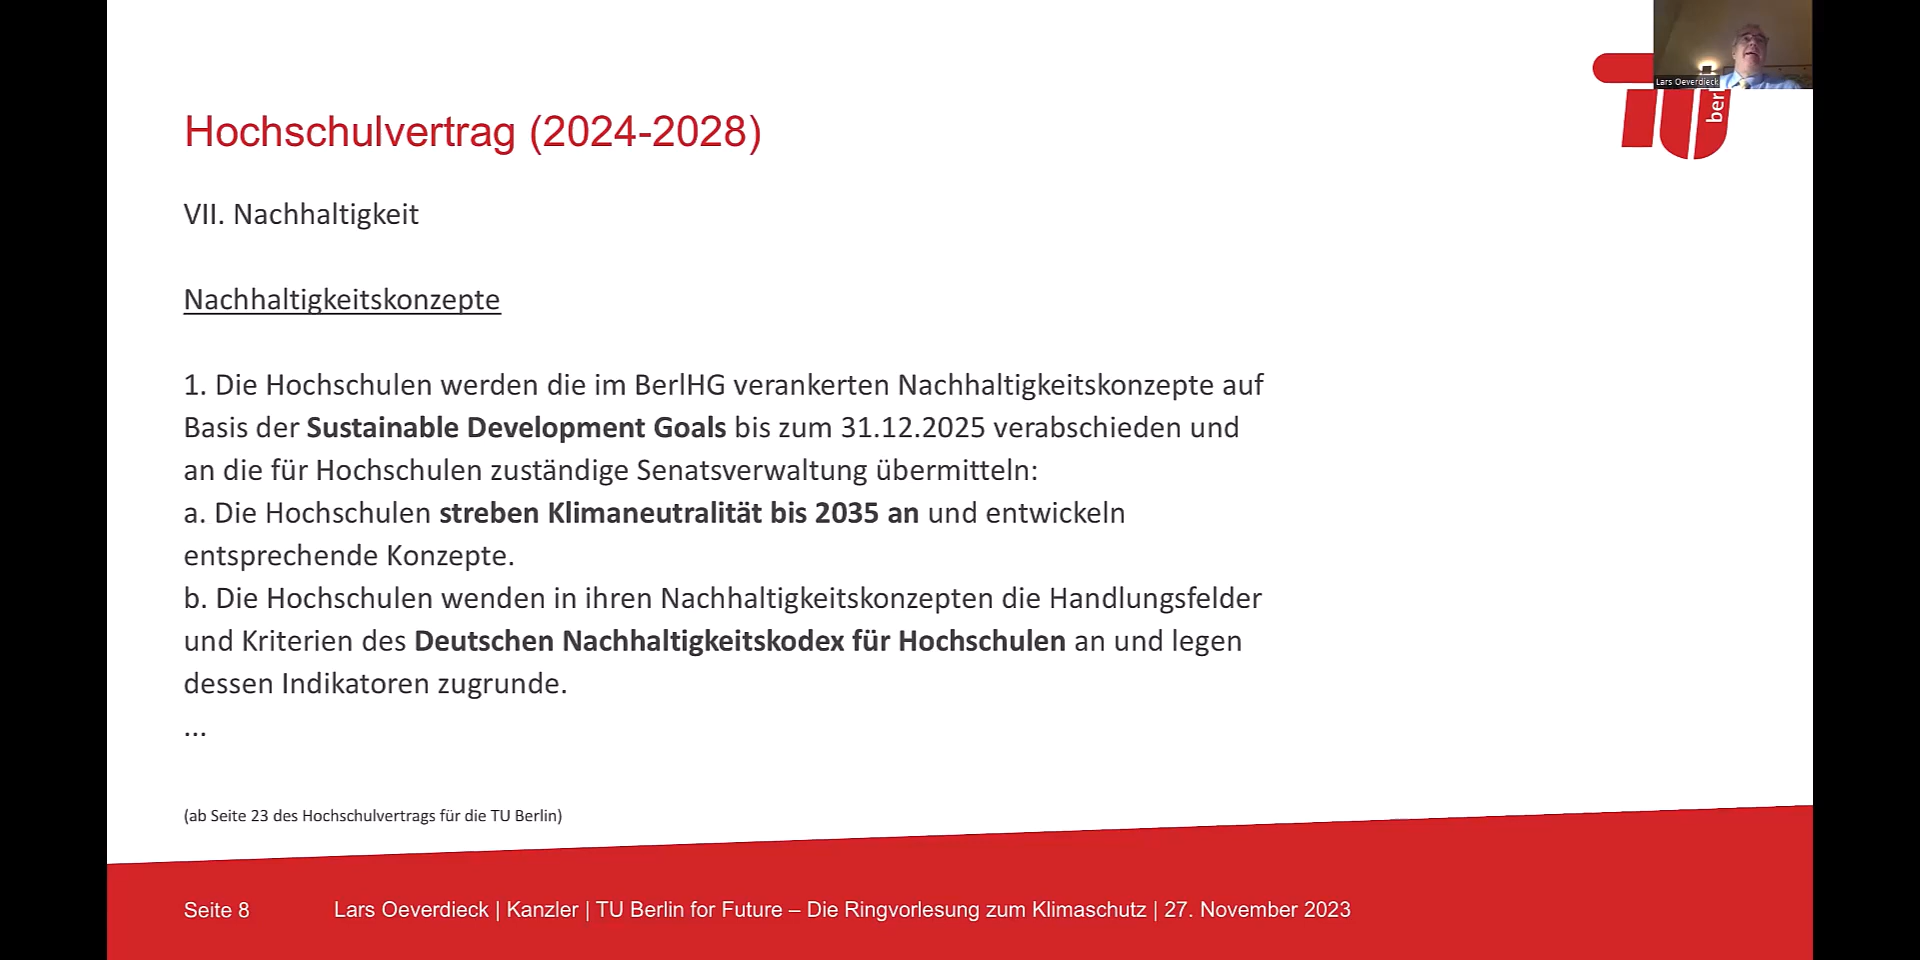 Lars Oeverdieck
berl
Hochschulvertrag (2024-2028)
VII. Nachhaltigkeit
Nachhaltigkeitskonzepte
1. Die Hochschulen werden die im BerlHG verankerten Nachhaltigkeitskonzepte auf
Basis der Sustainable Development Goals bis zum 31.12.2025 verabschieden und
an die für Hochschulen zuständige Senatsverwaltung übermitteln:
a. Die Hochschulen streben Klimaneutralität bis 2035 an und entwickeln
entsprechende Konzepte.
b. Die Hochschulen wenden in ihren Nachhaltigkeitskonzepten die Handlungsfelder
und Kriterien des Deutschen Nachhaltigkeitskodex für Hochschulen an und legen
dessen Indikatoren zugrunde.
...
(ab Seite 23 des Hochschulvertrags für die TU Berlin)
Seite 8 Lars Oeverdieck | Kanzler | TU Berlin for Future – Die Ringvorlesung zum Klimaschutz | 27. November 2023